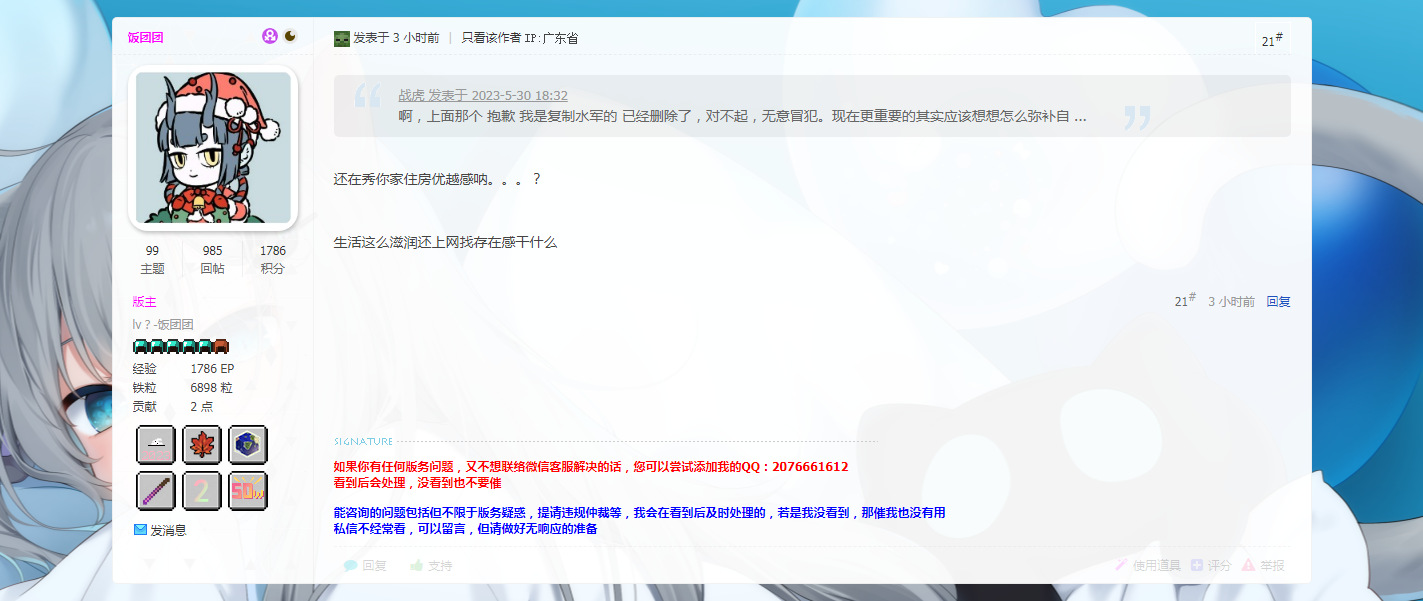 饭团团
发表于 3 小时前 | 只看该作者 IP:广东省
21#
战虎 发表于 2023-5-30 18:32
啊，上面那个 抱歉 我是复制水军的 已经删除了，对不起，无意冒犯。现在更重要的其实应该想想怎么弥补自 ...
还在秀你家住房优越感呐。。。？
生活这么滋润还上网找存在感干什么
99 985 1786
主题 回帖 积分
版主
lv ? -饭团团
经验 1786 EP
铁粒 6898 粒
贡献 2 点
2
50w
发消息
21# 3 小时前 回复
SIGNATURE
如果你有任何版务问题，又不想联络微信客服解决的话，您可以尝试添加我的QQ：2076661612
看到后会处理，没看到也不要催
能咨询的问题包括但不限于版务疑惑，提请违规仲裁等，我会在看到后及时处理的，若是我没看到，那催我也没有用
私信不经常看，可以留言，但请做好无响应的准备
回复 支持 使用道具 评分 举报